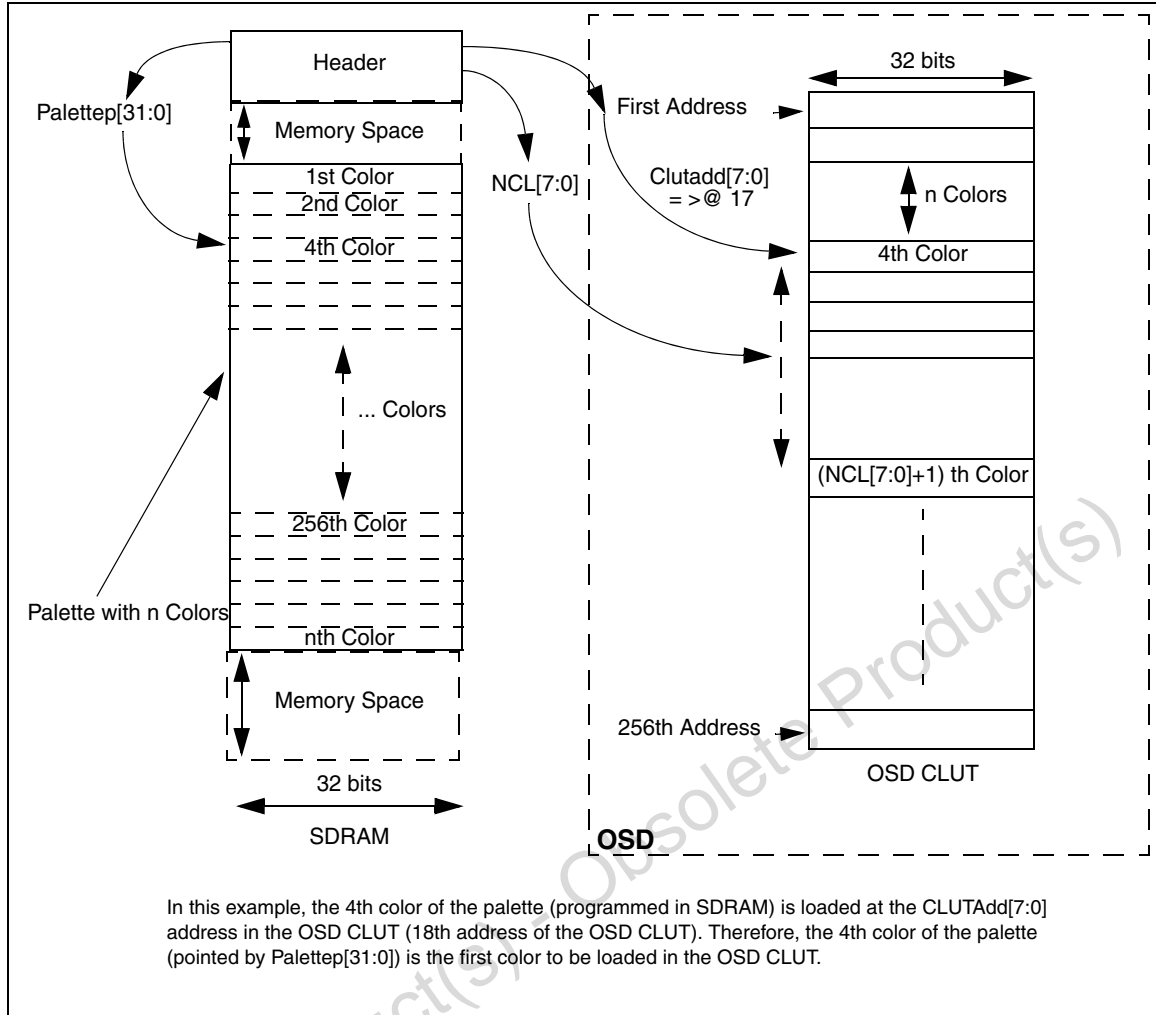 Header
Palettep[31:0]
Memory Space
1st Color
2nd Color
4th Color
... Colors
256th Color
Palette with n Colors
nth Color
Memory Space
32 bits
SDRAM
NCL[7:0]
Clutadd[7:0]
= >@ 17
32 bits
First Address
n Colors
4th Color
(NCL[7:0]+1) th Color
256th Address
OSD CLUT
OSD
In this example, the 4th color of the palette (programmed in SDRAM) is loaded at the CLUTAdd[7:0]
address in the OSD CLUT (18th address of the OSD CLUT). Therefore, the 4th color of the palette
(pointed by Palettep[31:0]) is the first color to be loaded in the OSD CLUT.
uct(s) - Obsolete Product(s)